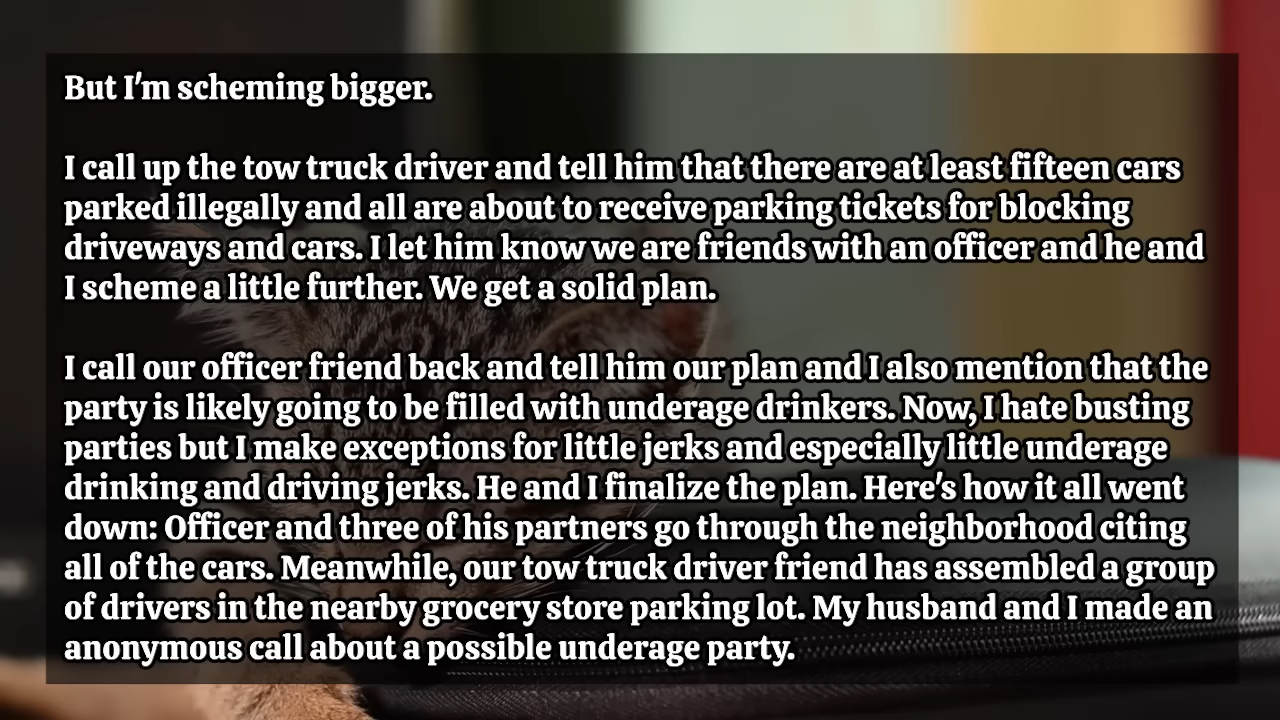 But I'm scheming bigger.
I call up the tow truck driver and tell him that there are at least fifteen cars
parked illegally and all are about to receive parking tickets for blocking
driveways and cars. I let him know we are friends with an officer and he and
I scheme a little further. We get a solid plan.
I call our officer friend back and tell him our plan and I also mention that the
party is likely going to be filled with underage drinkers. Now, I hate busting
parties but I make exceptions for little jerks and especially little underage
drinking and driving jerks. He and I finalize the plan. Here's how it all went
down: Officer and three of his partners go through the neighborhood citing
all of the cars. Meanwhile, our tow truck driver friend has assembled a group
of drivers in the nearby grocery store parking lot. My husband and I made an
anonymous call about a possible underage party.